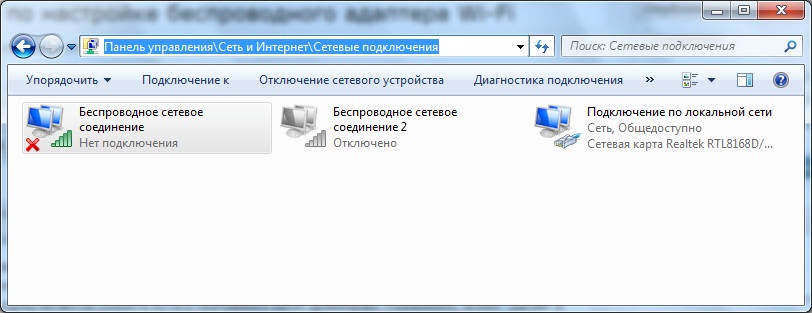 по настройке беспроводного адаптера Wi-Fi
Панель управления\Сеть и Интернет\Сетевые подключения
Поиск: Сетевые подключения
Упорядочить
Подключение к
Отключение сетевого устройства
Диагностика подключения
»
Беспроводное сетевое
соединение
Нет подключения
Беспроводное сетевое
соединение 2
Отключено
Подключение по локальной сети
Сеть, Общедоступно
Сетевая карта Realtek RTL8168D/...